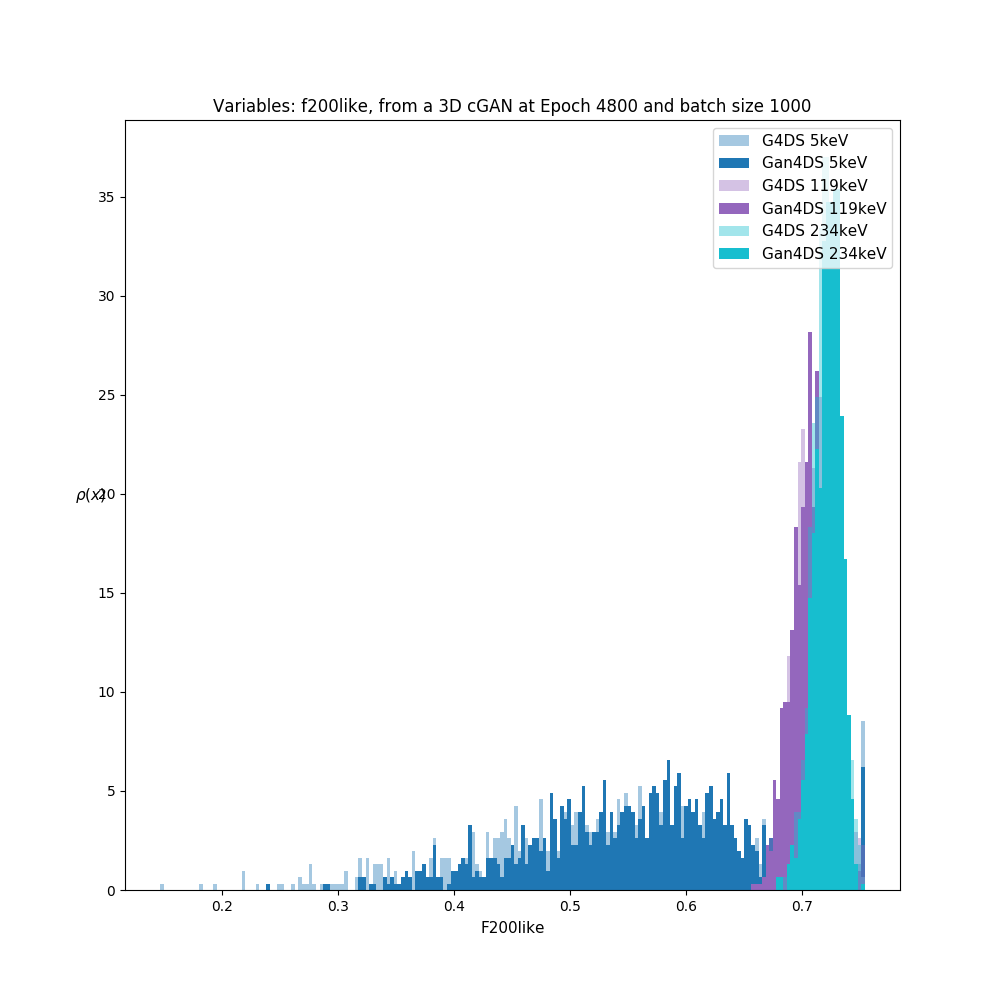 Variables: f200like, from a 3D cGAN at Epoch 4800 and batch size 1000
G4DS 5keV
Gan4DS 5keV
G4DS 119keV
Gan4DS 119keV
G4DS 234keV
Gan4DS 234keV
35
30
25
ρ(x)
20
15
10
5
0
0.2 0.3 0.4 0.5 0.6 0.7
F200like